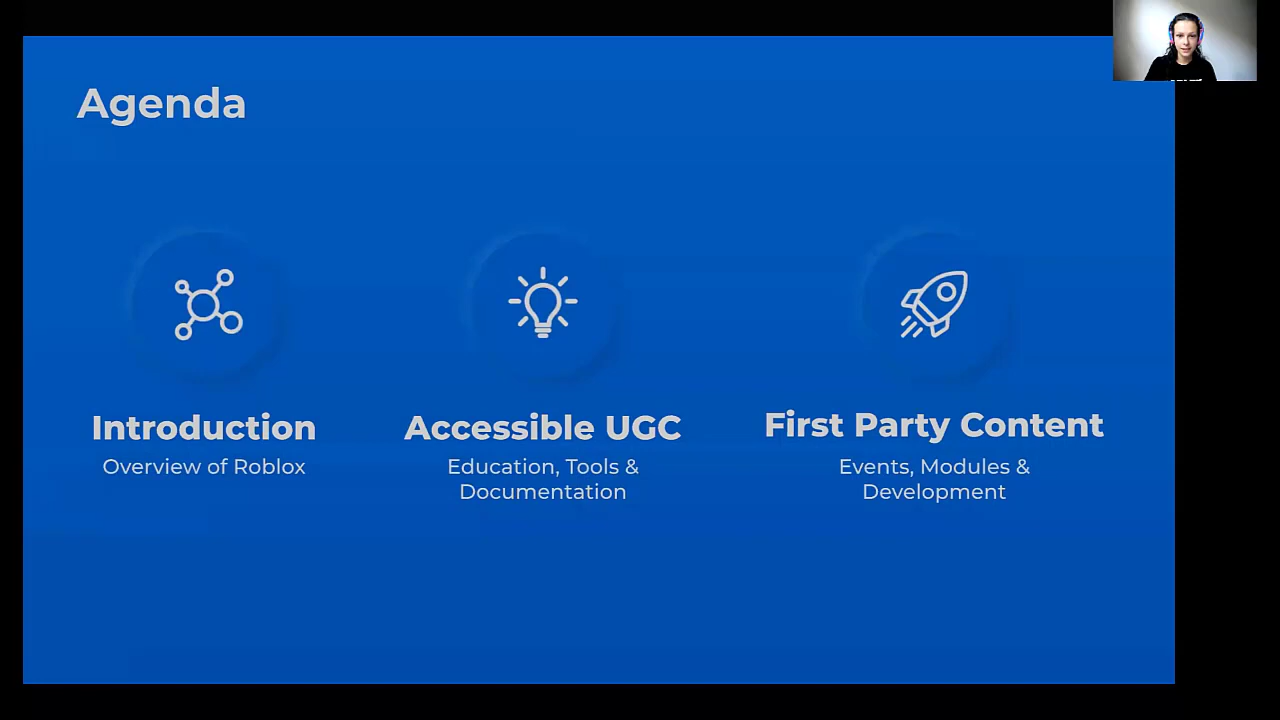 Agenda
Introduction
Overview of Roblox
Accessible UGC
Education, Tools &
Documentation
First Party Content
Events, Modules &
Development